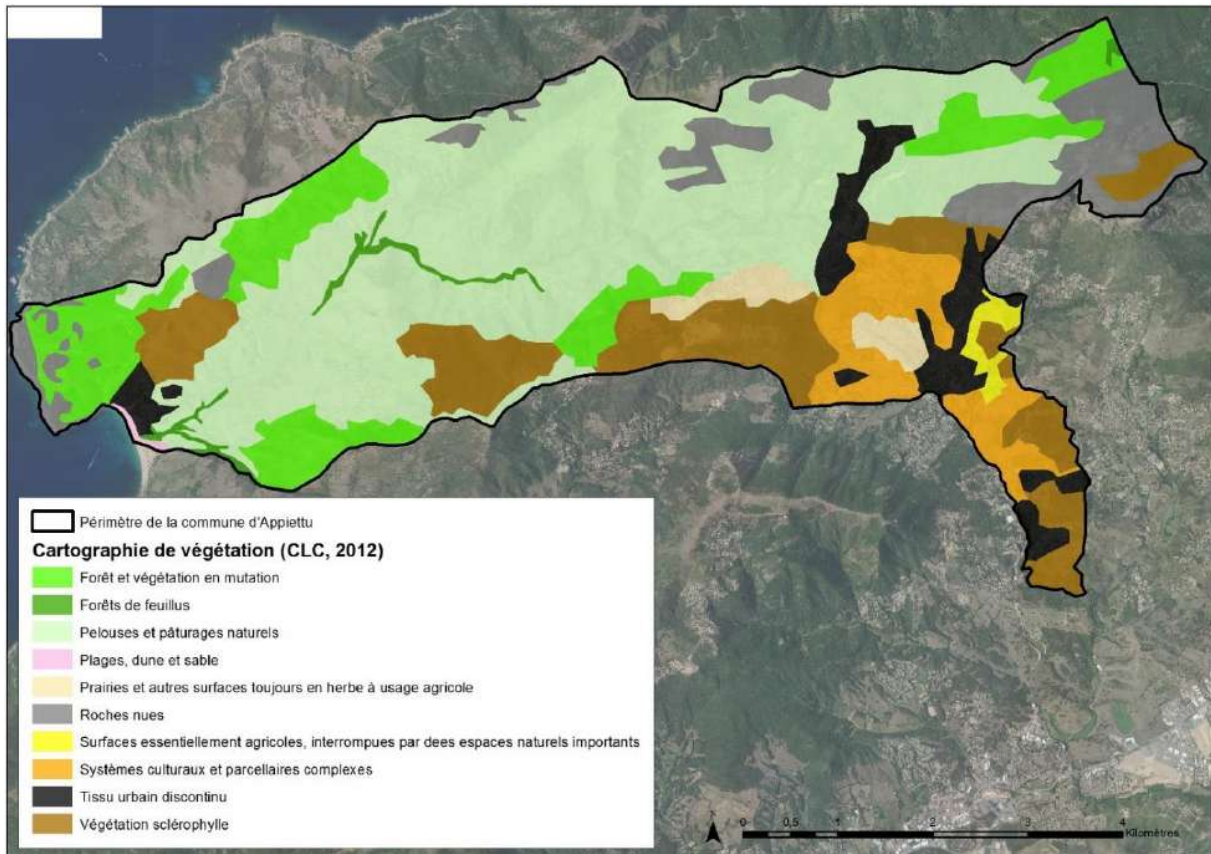 Périmètre de la commune d'Appiettu
Cartographie de végétation (CLC, 2012)
Forêt et végétation en mutation
Forêts de feuillus
Pelouses et pâturages naturels
Plages, dune et sable
Prairies et autres surfaces toujours en herbe à usage agricole
Roches nues
Surfaces essentiellement agricoles, interrompues par dees espaces naturels importants
Systèmes culturaux et parcellaires complexes
Tissu urbain discontinu
Végétation sclérophylle
0 0,5 1 2 3 4
Kilomètres